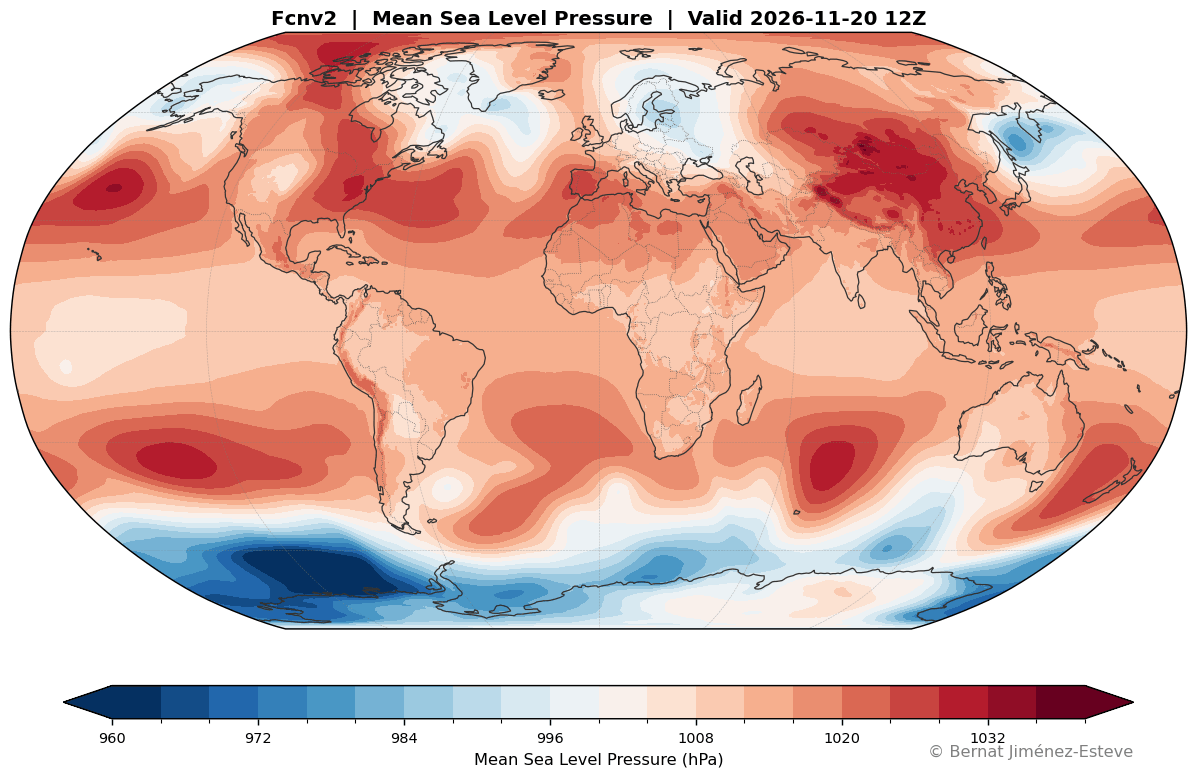 Fcnv2 | Mean Sea Level Pressure | Valid 2026-11-20 12Z
960 972 984 996 1008 1020 1032
Mean Sea Level Pressure (hPa)
© Bernat Jiménez-Esteve